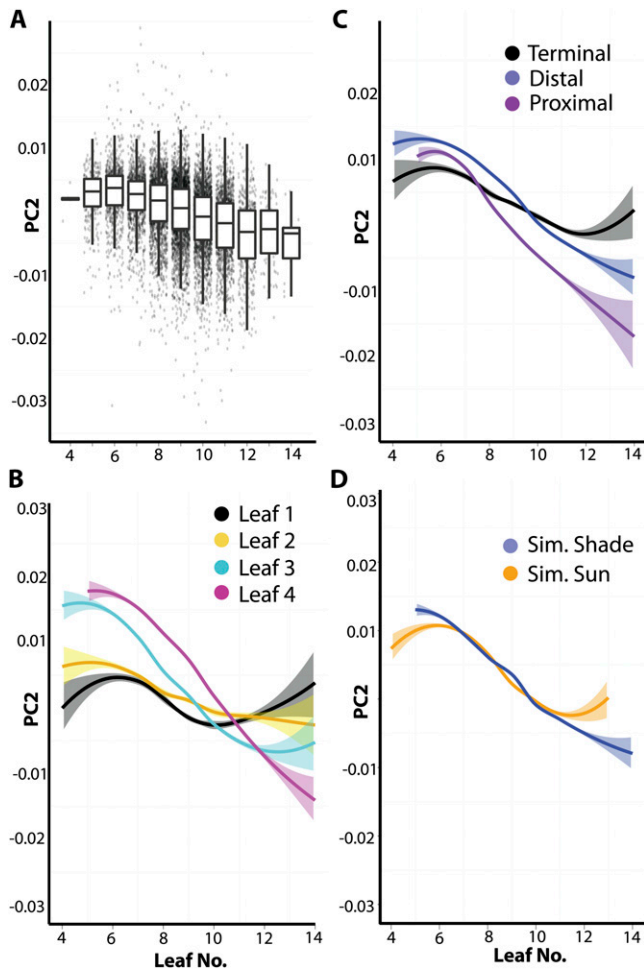 A
0.02
0.01
PC2
-0.01
-0.02
-0.03
4 6 8 10 12 14
C
Terminal
Distal
Proximal
0.02
0.01
PC2
-0.01
-0.02
-0.03
4 6 8 10 12 14
B
0.03
Leaf 1
Leaf 2
Leaf 3
Leaf 4
0.02
0.01
PC2
-0.01
-0.02
-0.03
4 6 8 10 12 14
Leaf No.
D
0.03
Sim. Shade
Sim. Sun
0.02
0.01
PC2
-0.01
-0.02
-0.03
4 6 8 10 12 14
Leaf No.